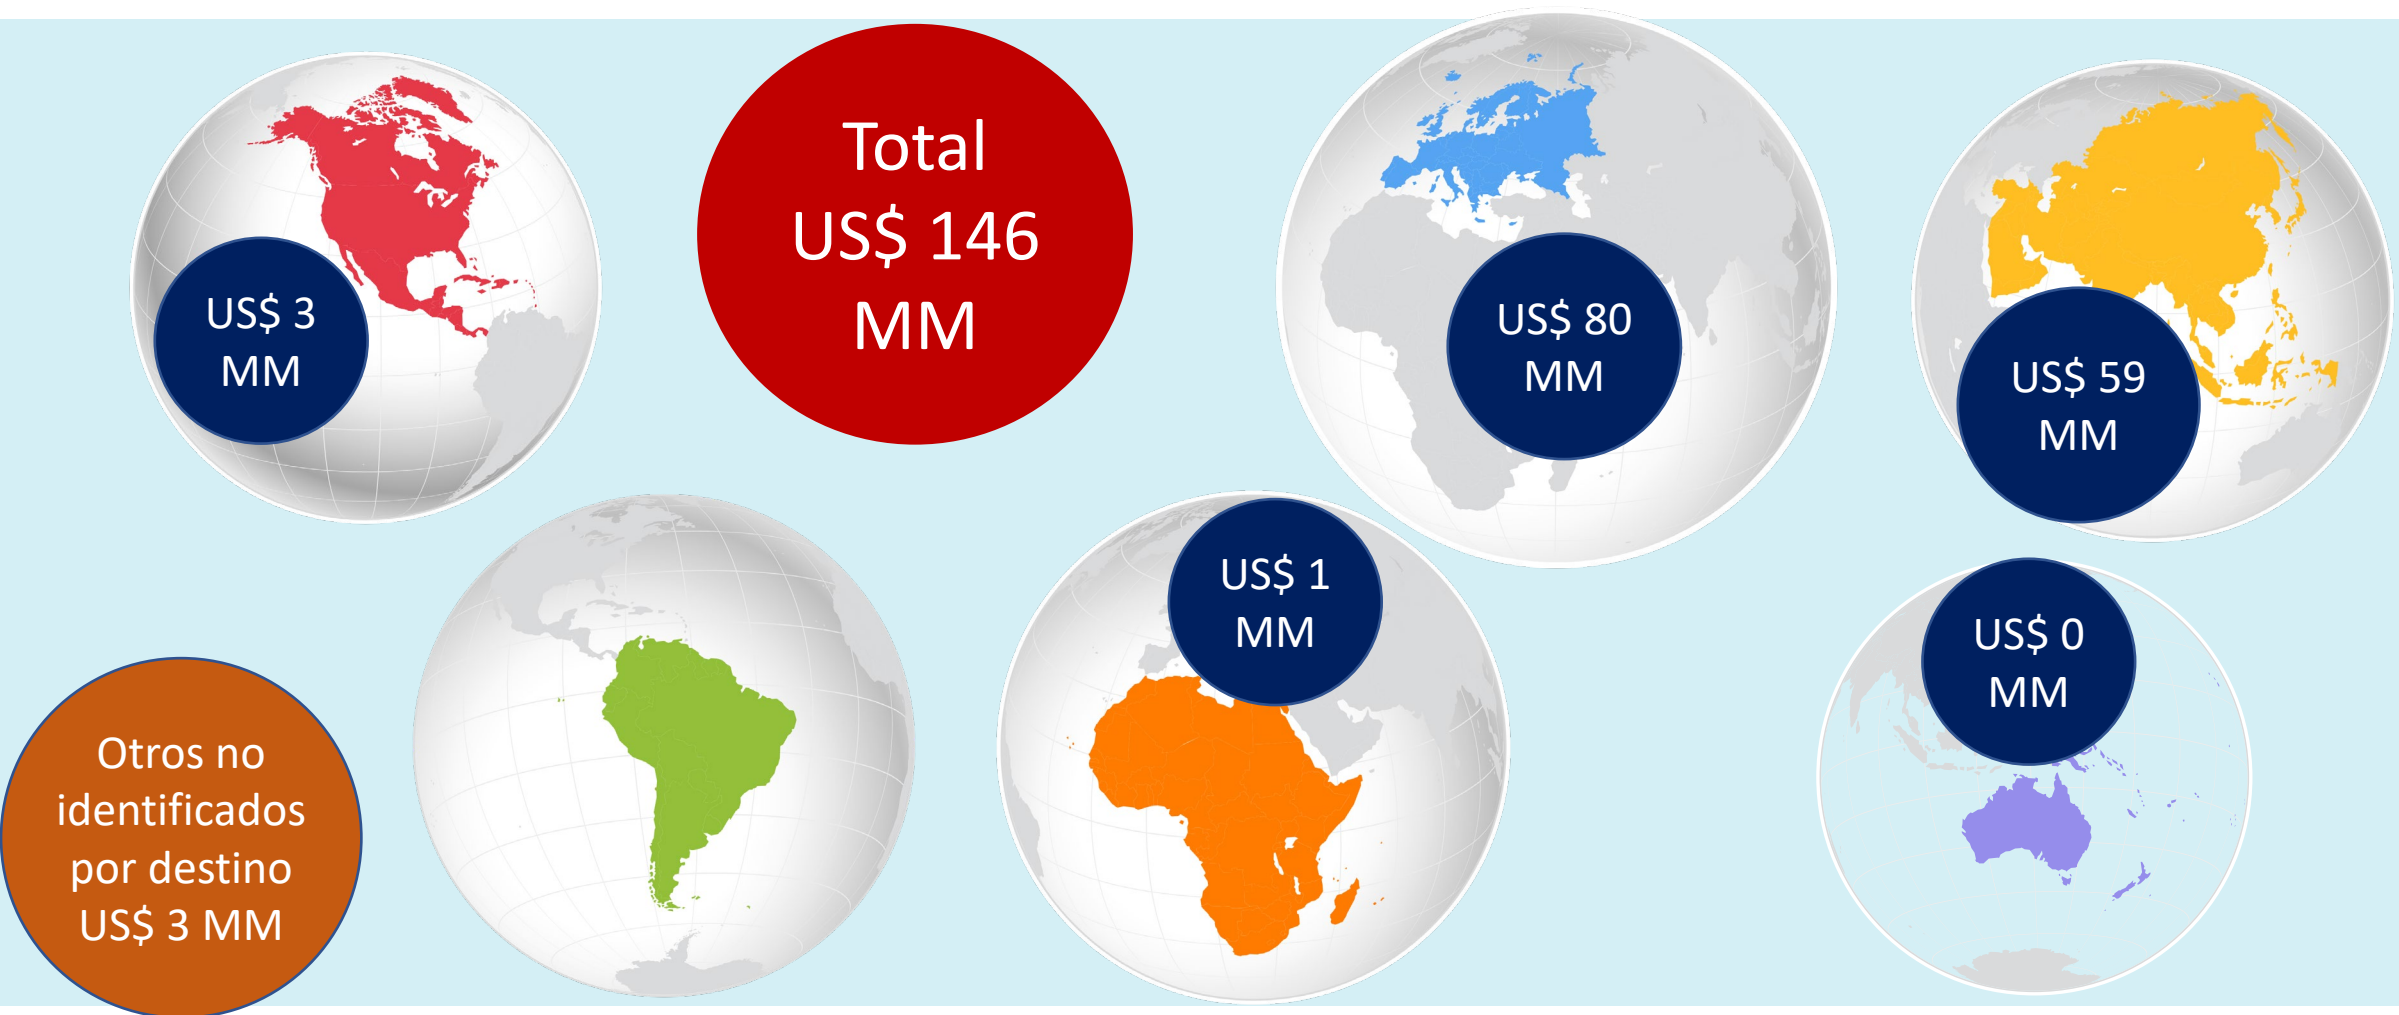 Total
US$ 146
MM
US$ 3
MM
US$ 80
MM
US$ 59
MM
US$ 1
MM
US$ 0
MM
Otros no
identificados
por destino
US$ 3 MM